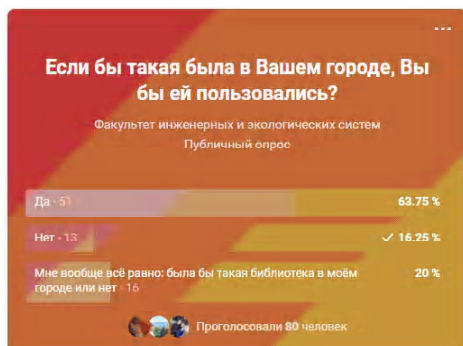 Если бы такая была в Вашем городе, Вы
бы ей пользовались?
Факультет инженерных и экологических систем
Публичный опрос
Да · 51
63.75 %
Нет · 13
16.25 %
Мне вообще всё равно: была бы такая библиотека в моём
городе или нет · 16
20 %
Проголосовали 80 человек